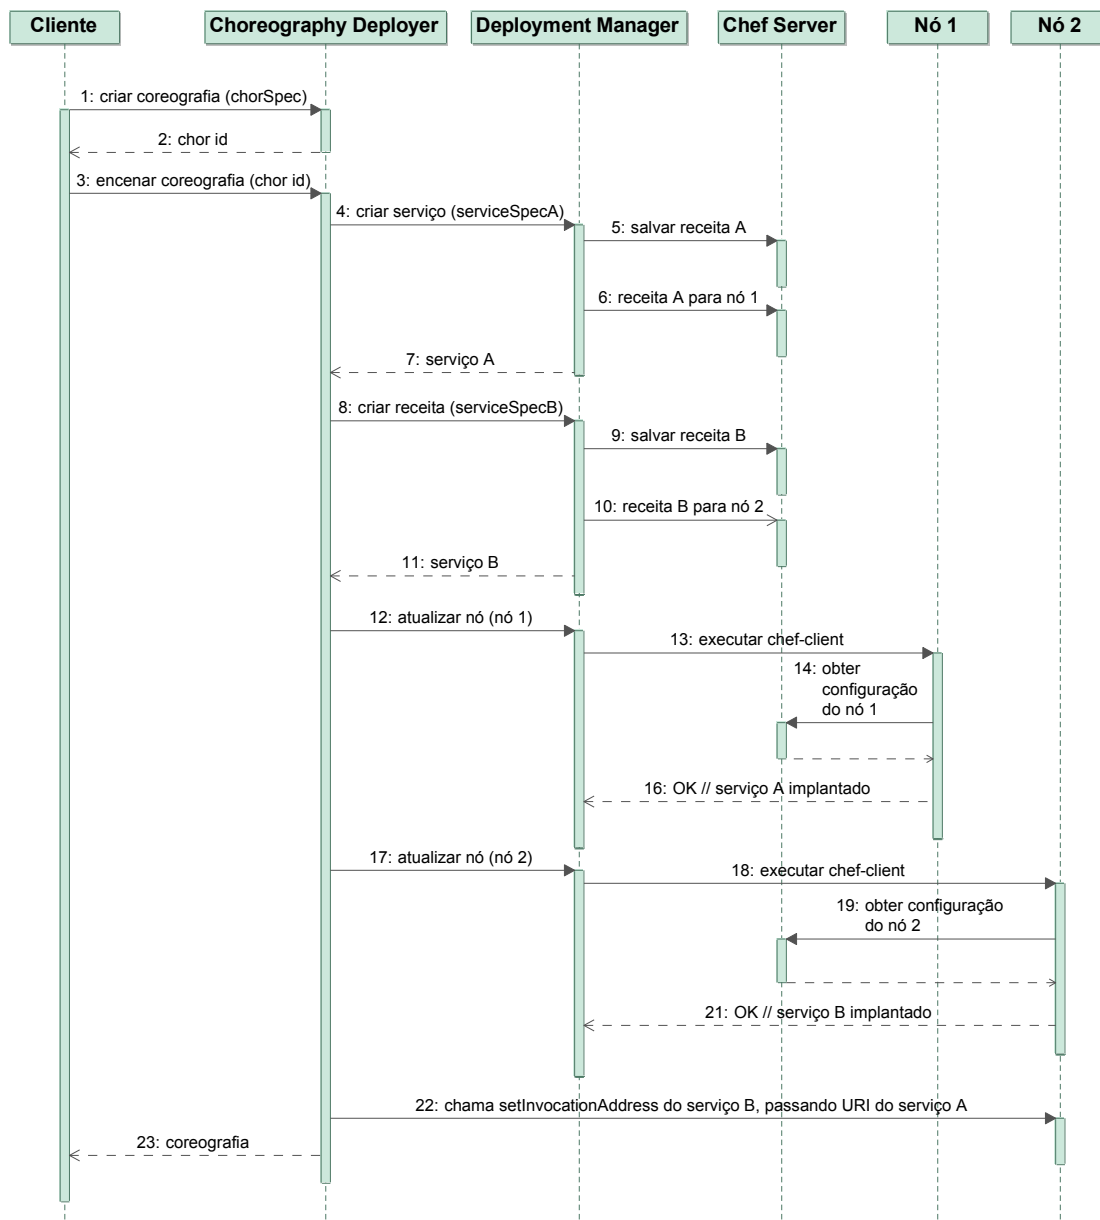 Cliente
Choreography Deployer
Deployment Manager
Chef Server
Nó 1
Nó 2
1: criar coreografia (chorSpec)
2: chor id
3: encenar coreografia (chor id)
4: criar serviço (serviceSpecA)
5: salvar receita A
6: receita A para nó 1
7: serviço A
8: criar receita (serviceSpecB)
9: salvar receita B
10: receita B para nó 2
11: serviço B
12: atualizar nó (nó 1)
13: executar chef-client
14: obter
configuração
do nó 1
16: OK // serviço A implantado
17: atualizar nó (nó 2)
18: executar chef-client
19: obter configuração
do nó 2
21: OK // serviço B implantado
22: chama setInvocationAddress do serviço B, passando URI do serviço A
23: coreografia